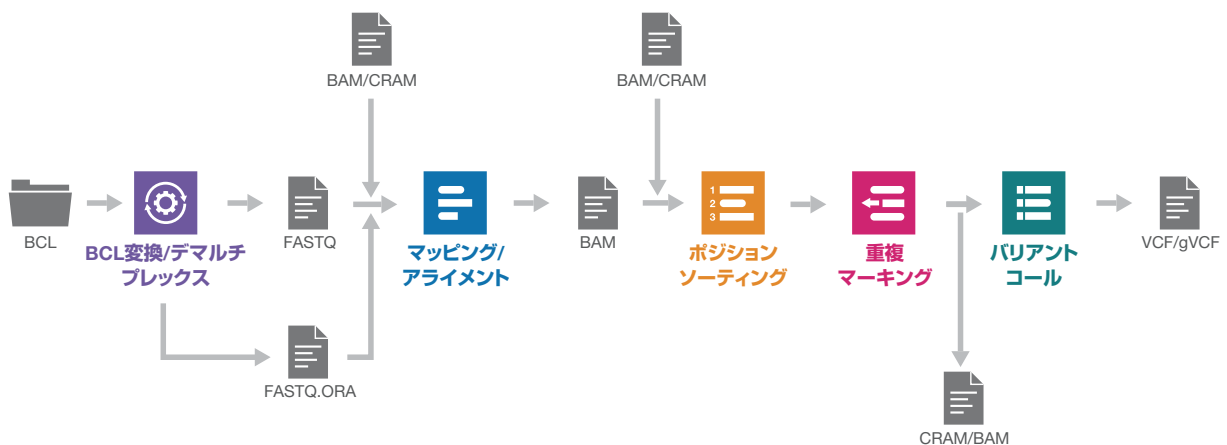 BAM/CRAM
BAM/CRAM
BCL
BCL変換/デマルチ
プレックス
FASTQ
マッピング/
アライメント
BAM
1
2
3
ポジション
ソーティング
重複
マーキング
バリアント
コール
VCF/gVCF
FASTQ.ORA
CRAM/BAM